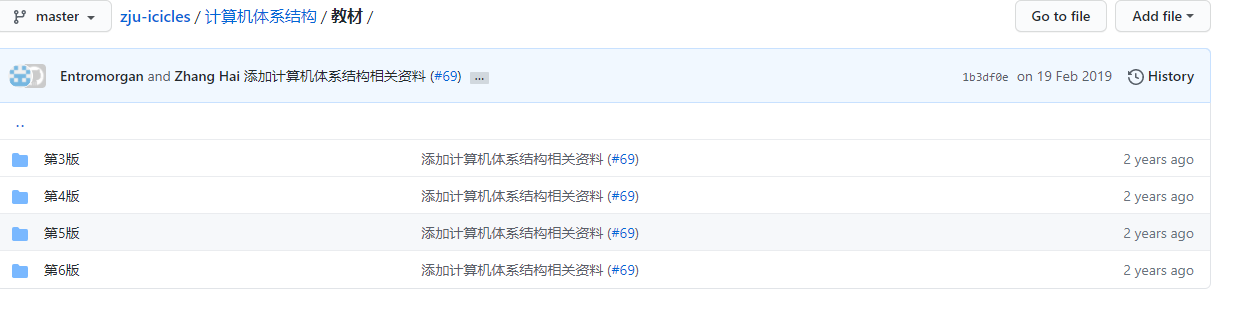 master zju-icicles / 计算机体系结构 / 教材 / Go to file Add file
Entromorgan and Zhang Hai 添加计算机体系结构相关资料 (#69) ... 1b3df0e on 19 Feb 2019 History
..
第3版 添加计算机体系结构相关资料 (#69) 2 years ago
第4版 添加计算机体系结构相关资料 (#69) 2 years ago
第5版 添加计算机体系结构相关资料 (#69) 2 years ago
第6版 添加计算机体系结构相关资料 (#69) 2 years ago